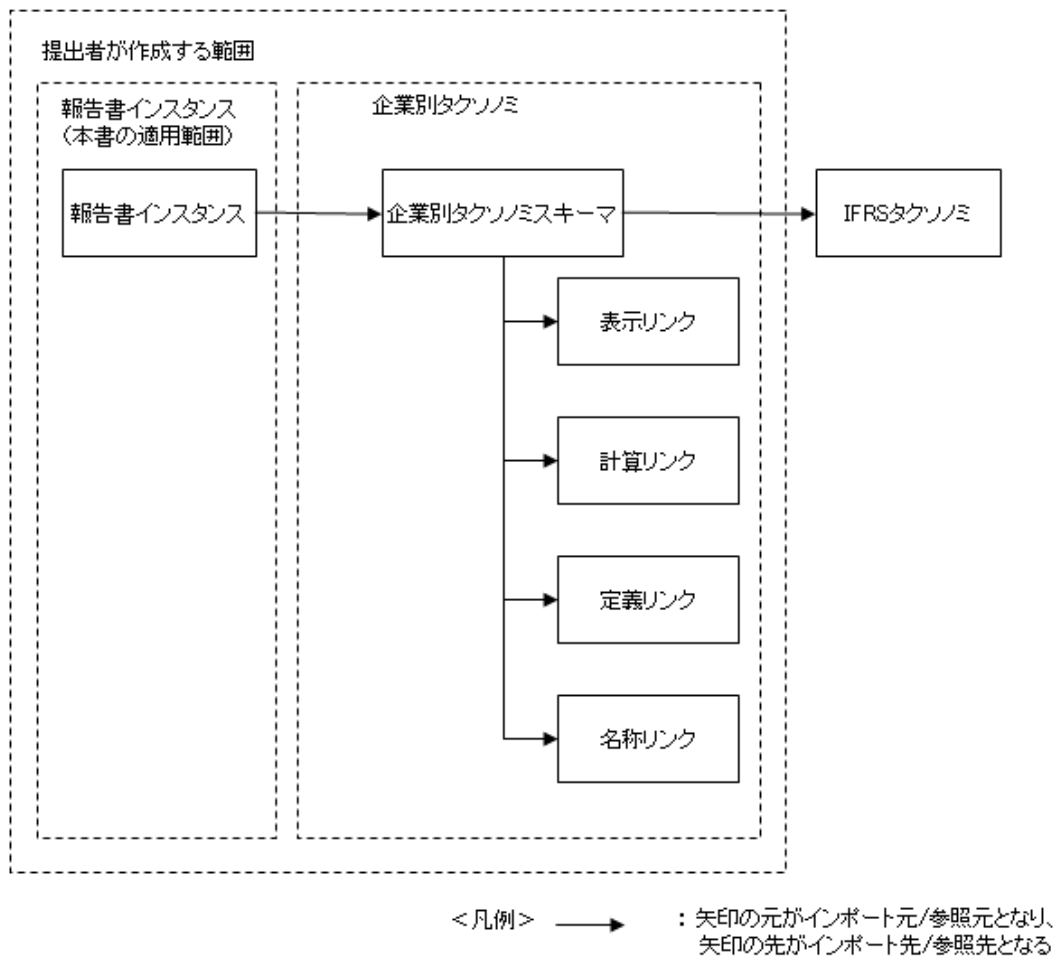 提出者が作成する範囲
報告書インスタンス
（本書の適用範囲）
企業別タクソノミ
報告書インスタンス
企業別タクソノミスキーマ
IFRSタクソノミ
表示リンク
計算リンク
定義リンク
名称リンク
＜凡例＞
：矢印の元がインポート元/参照元となり、
矢印の先がインポート先/参照先となる